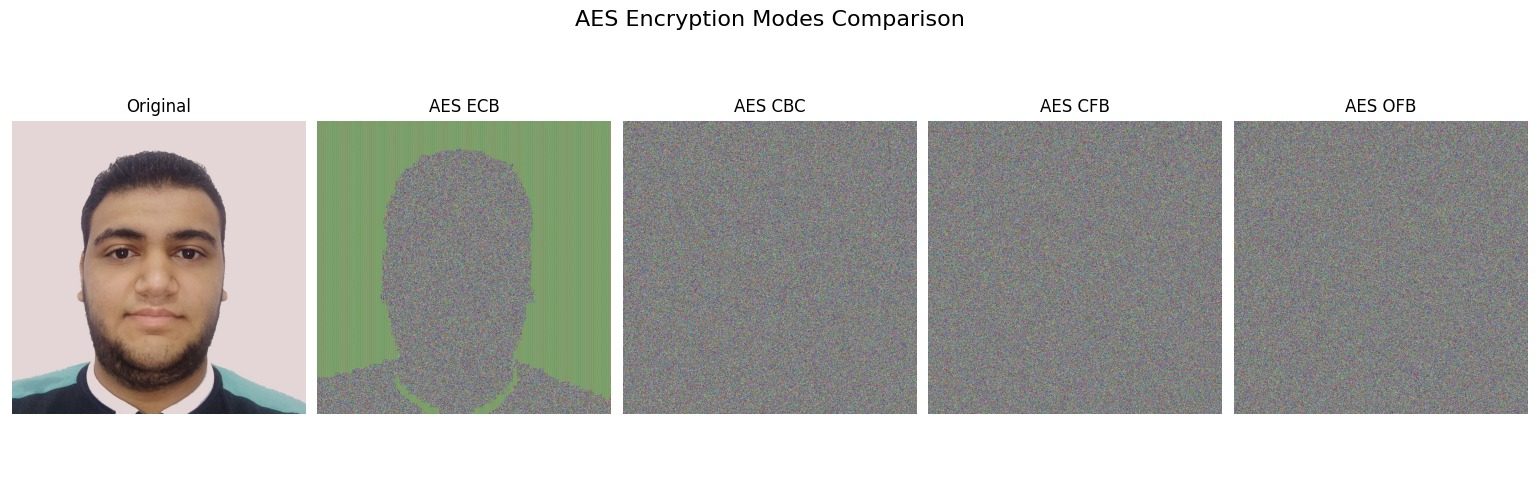 AES Encryption Modes Comparison
Original
AES ECB
AES CBC
AES CFB
AES OFB